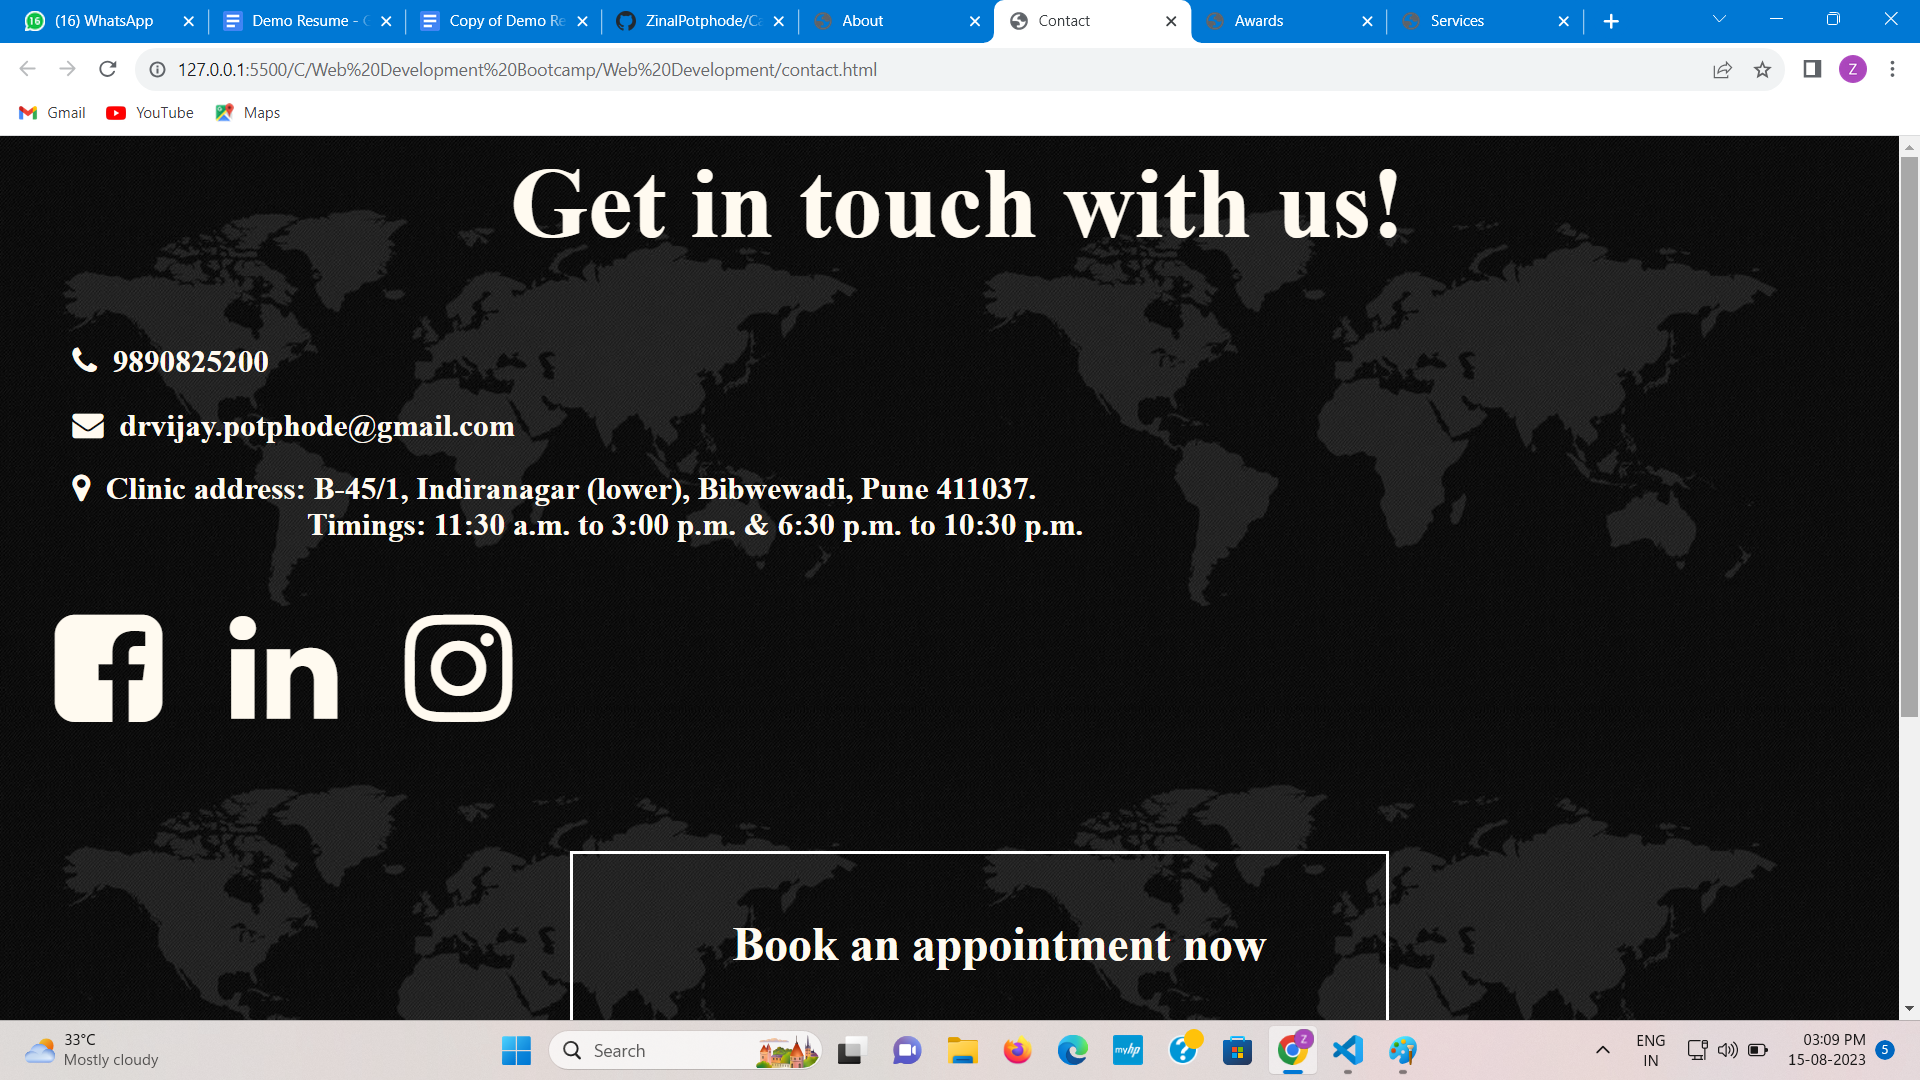 (16) WhatsApp
Demo Resume -
Copy of Demo Re
ZinalPotphode/Ca
About
Contact
Awards
Services
127.0.0.1:5500/C/Web%20Development%20Bootcamp/Web%20Development/contact.html
Z
Gmail
YouTube
Maps
Get in touch with us!
9890825200
drvijay.potphode@gmail.com
Clinic address: B-45/1, Indiranagar (lower), Bibwewadi, Pune 411037.
Timings: 11:30 a.m. to 3:00 p.m. & 6:30 p.m. to 10:30 p.m.
in
Book an appointment now
33°C
Mostly cloudy
Search
myhp
Z
ENG
IN
03:09 PM
15-08-2023
5